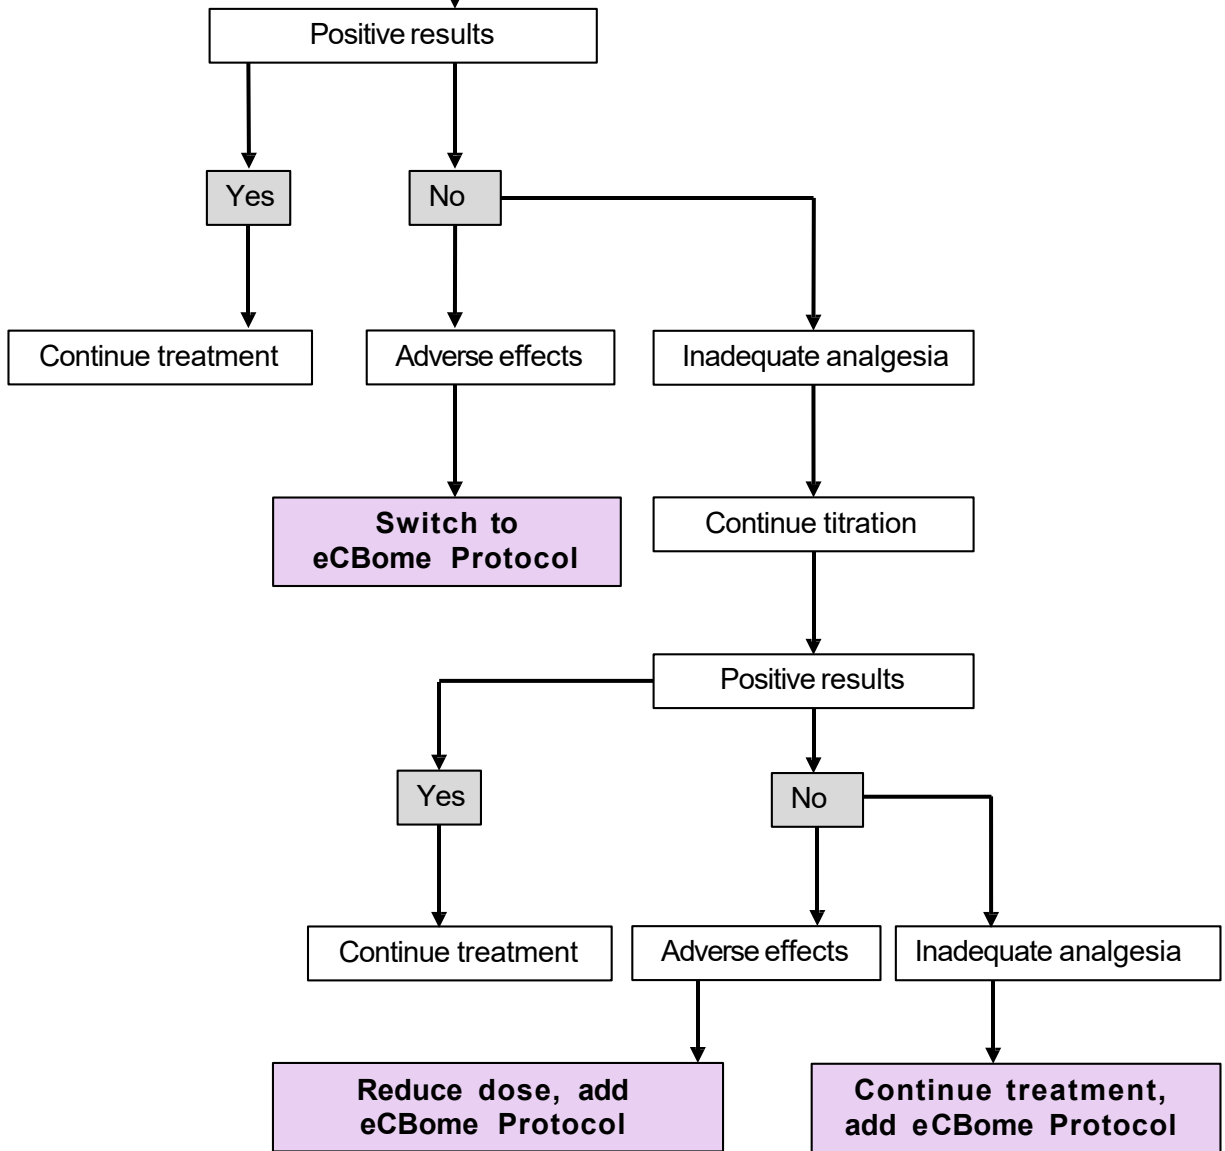 Positive results
Yes
No
Continue treatment
Adverse effects
Inadequate analgesia
Switch to
eCBome Protocol
Continue titration
Positive results
Yes
No
Continue treatment
Adverse effects
Inadequate analgesia
Reduce dose, add
eCBome Protocol
Continue treatment,
add eCBome Protocol